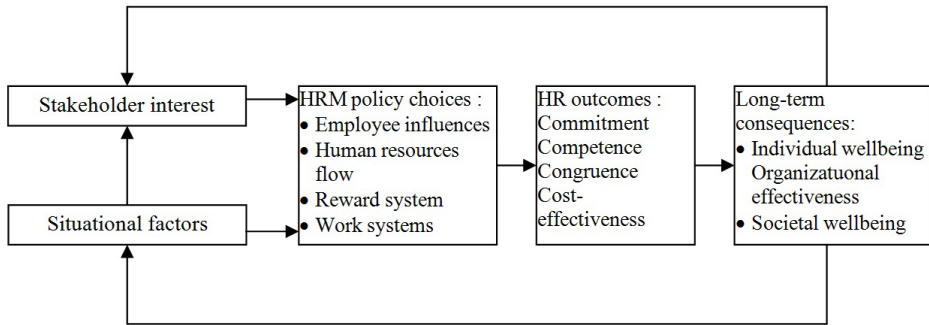 Stakeholder interest
Situational factors
HRM policy choices :
• Employee influences
• Human resources
flow
• Reward system
• Work systems
HR outcomes :
Commitment
Competence
Congruence
Cost-
effectiveness
Long-term
consequences:
• Individual wellbeing
Organizatuonal
effectiveness
• Societal wellbeing